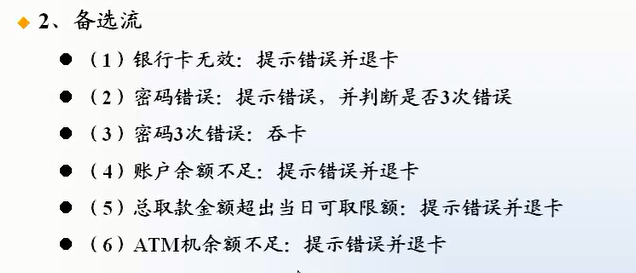 2、备选流
（1）银行卡无效：提示错误并退卡
（2）密码错误：提示错误，并判断是否3次错误
（3）密码3次错误：吞卡
（4）账户余额不足：提示错误并退卡
（5）总取款金额超出当日可取限额：提示错误并退卡
（6）ATM机余额不足：提示错误并退卡